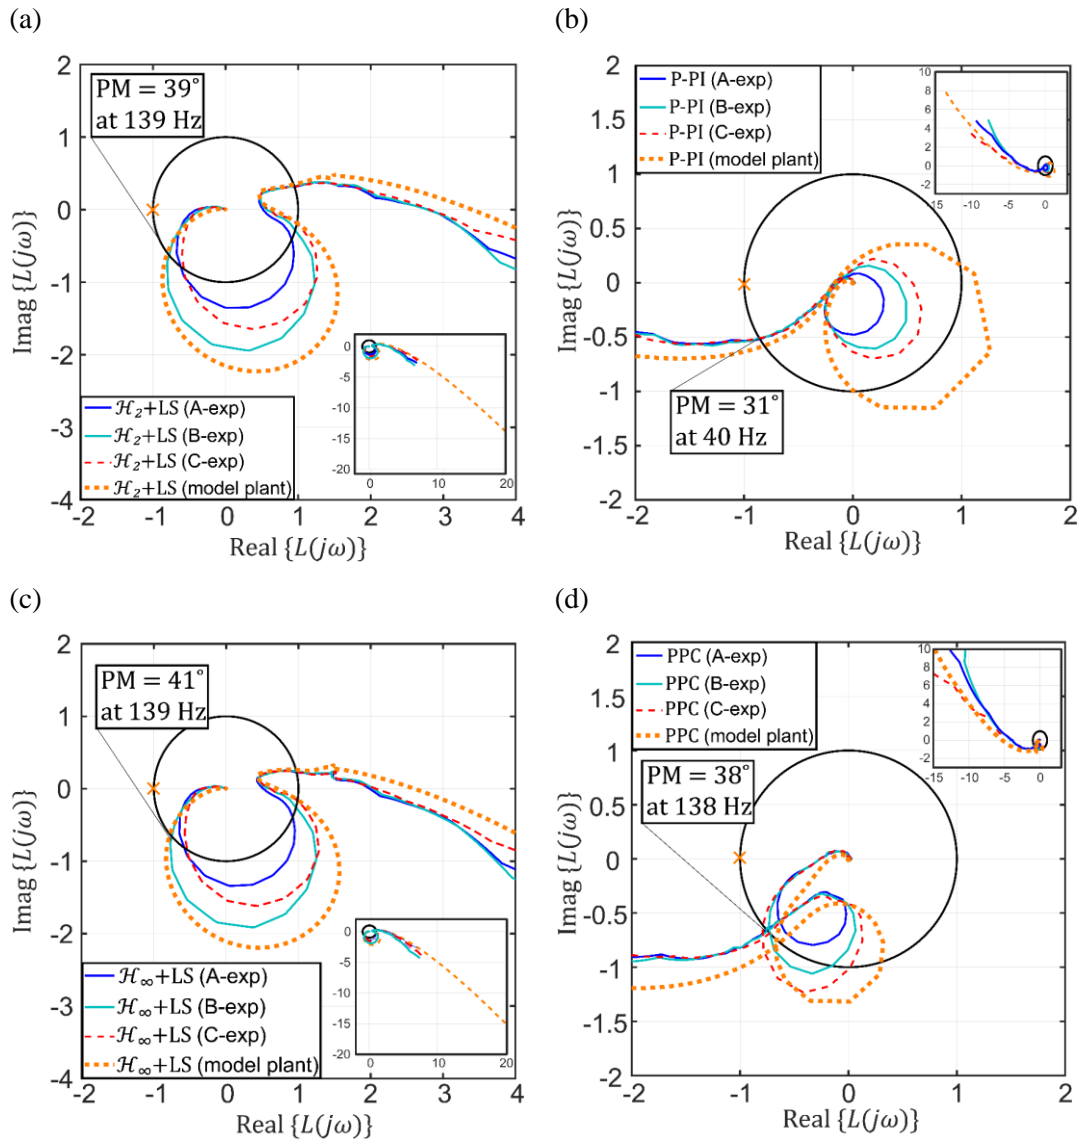 (a)
2
1
0
-1
-2
-3
-4
-2
-1
0
1
2
3
4
Imag {L(jω)}
Real {L(jω)}
PM = 39°
at 139 Hz
ℋ₂+LS (A-exp)
ℋ₂+LS (B-exp)
ℋ₂+LS (C-exp)
ℋ₂+LS (model plant)
0
-5
-10
-15
-20
0
10
20
(b)
2
1.5
1
0.5
0
-0.5
-1
-1.5
-2
-2
-1
0
1
2
Imag {L(jω)}
Real {L(jω)}
P-PI (A-exp)
P-PI (B-exp)
P-PI (C-exp)
P-PI (model plant)
PM = 31°
at 40 Hz
10
8
6
4
2
0
-2
-15
-10
-5
0
(c)
2
1
0
-1
-2
-3
-4
-2
-1
0
1
2
3
4
Imag {L(jω)}
Real {L(jω)}
PM = 41°
at 139 Hz
ℋ∞+LS (A-exp)
ℋ∞+LS (B-exp)
ℋ∞+LS (C-exp)
ℋ∞+LS (model plant)
0
-5
-10
-15
-20
0
10
20
(d)
2
1.5
1
0.5
0
-0.5
-1
-1.5
-2
-2
-1
0
1
2
Imag {L(jω)}
Real {L(jω)}
PPC (A-exp)
PPC (B-exp)
PPC (C-exp)
PPC (model plant)
PM = 38°
at 138 Hz
10
8
6
4
2
0
-2
-15
-10
-5
0